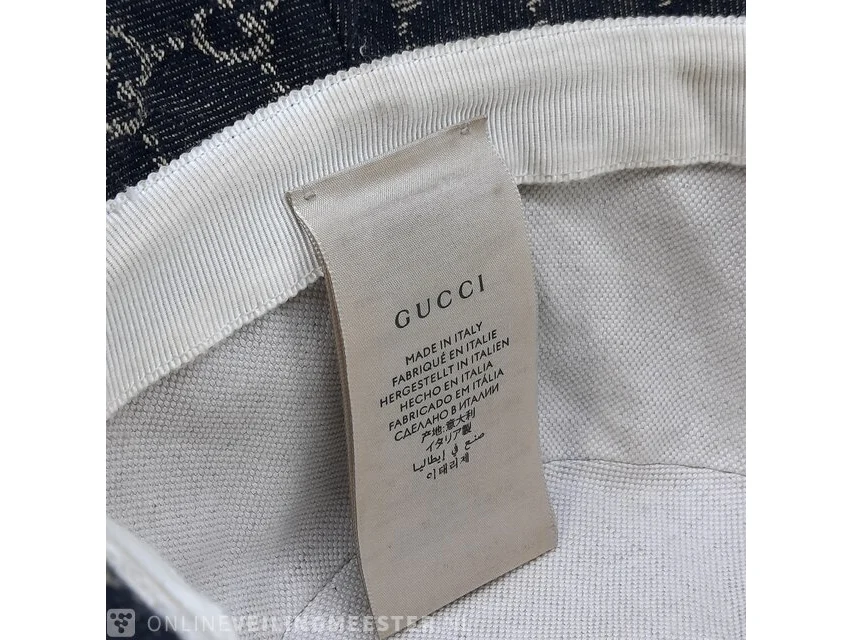 GUCCI
MADE IN ITALY
FABRIQUÉ EN ITALIE
HERGESTELLT IN ITALIEN
HECHO EN ITALIA
FABRICADO EM ITÁLIA
СДЕЛАНО В ИТАЛИИ
产地:意大利
イタリア製
صنع في إيطاليا
이태리제
ONLINEVEILINGMEESTER.NL